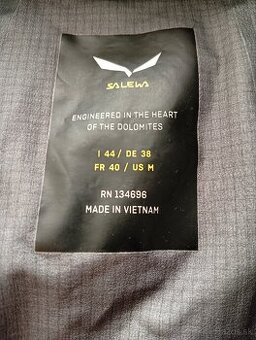 SALEWA
ENGINEERED IN THE HEART
OF THE DOLOMITES
I 44 / DE 38
FR 40 / US M
RN 134696
MADE IN VIETNAM